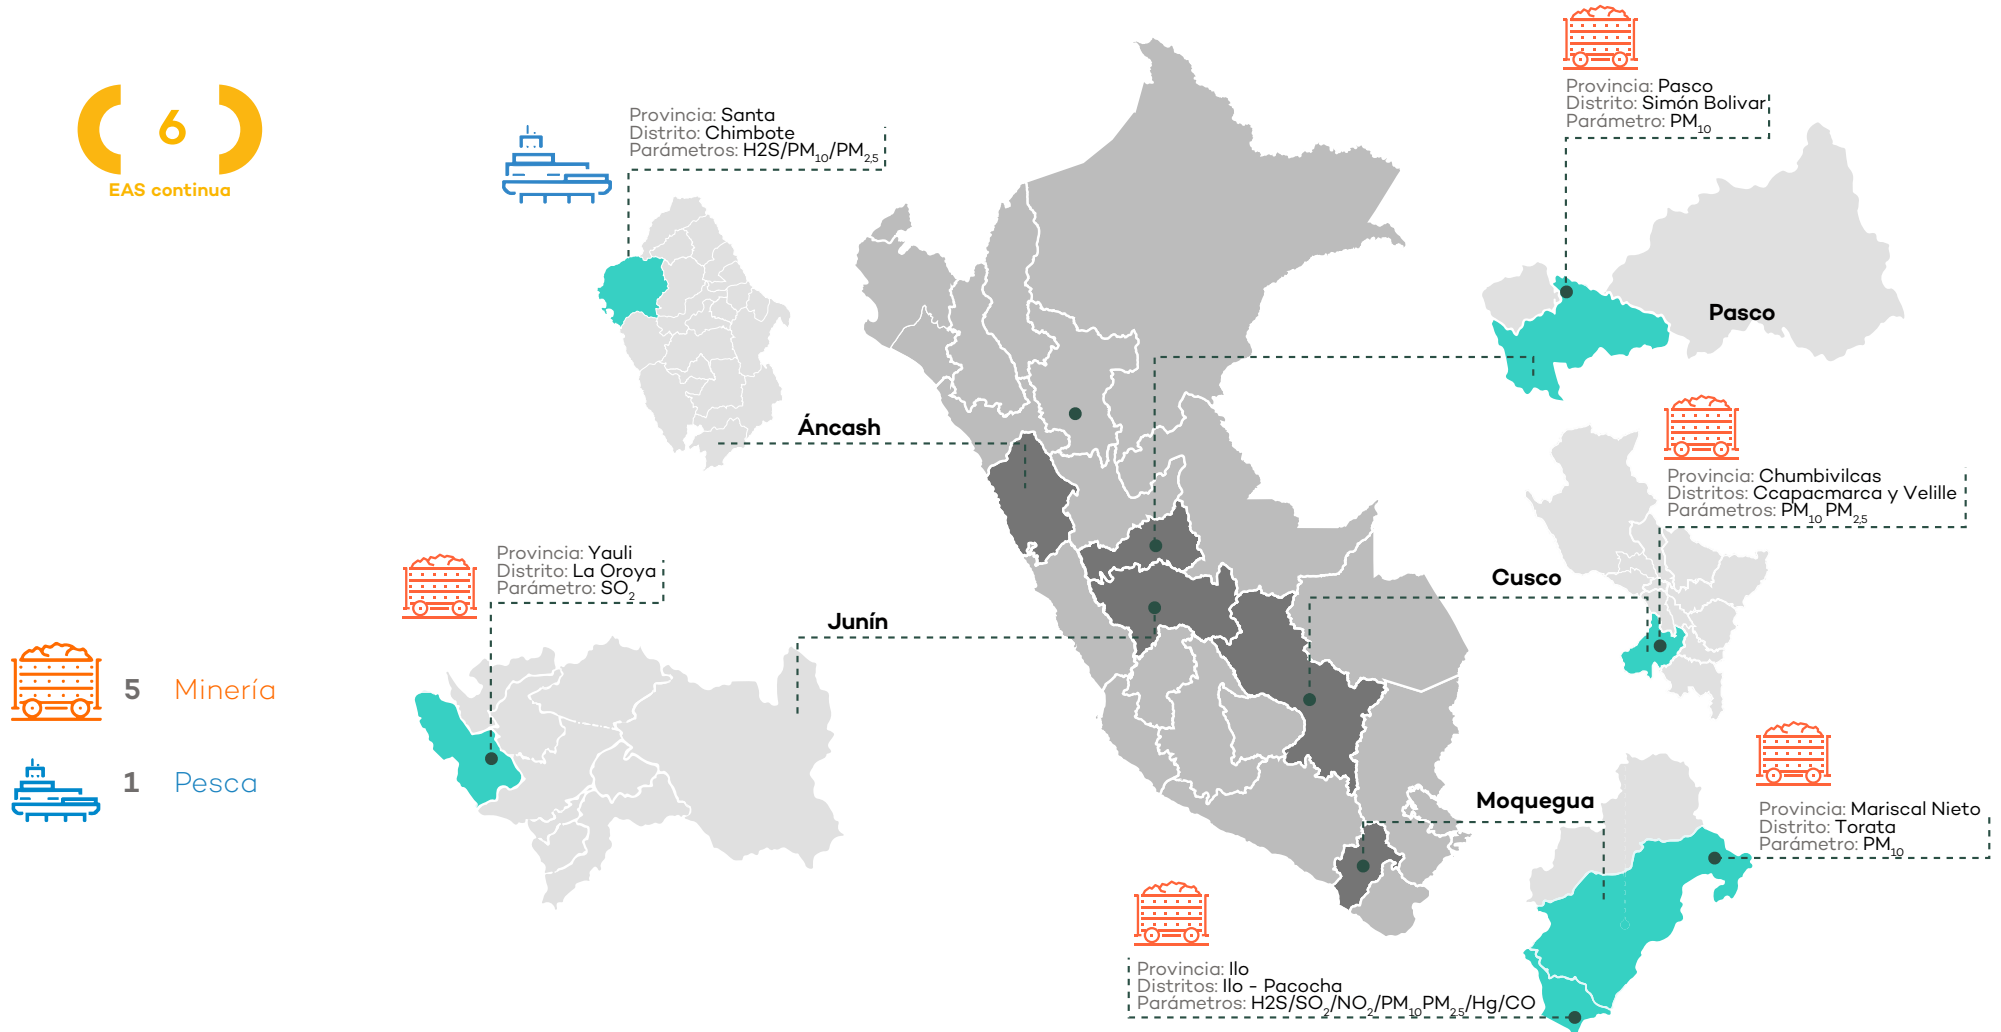 6
EAS continua
Provincia: Santa
Distrito: Chimbote
Parámetros: H2S/PM10/PM2,5
Provincia: Pasco
Distrito: Simón Bolivar
Parámetro: PM10
Pasco
Áncash
Provincia: Chumbivilcas
Distritos: Ccapacmarca y Velille
Parámetros: PM10 PM2,5
Cusco
Provincia: Yauli
Distrito: La Oroya
Parámetro: SO2
Junín
5 Minería
1 Pesca
Moquegua
Provincia: Mariscal Nieto
Distrito: Torata
Parámetro: PM10
Provincia: Ilo
Distritos: Ilo - Pacocha
Parámetros: H2S/SO2/NO2/PM10PM2,5/Hg/CO